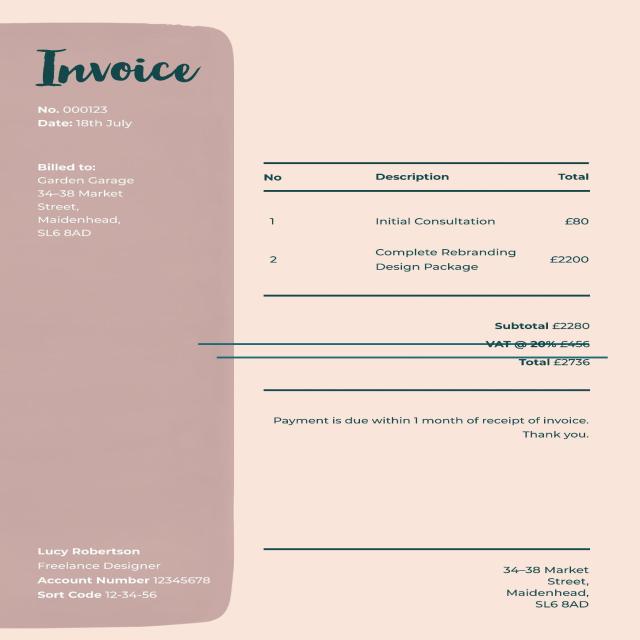 Invoice
No. 000123
Date: 18th July
Billed to:
Garden Garage
34–38 Market
Street,
Maidenhead,
SL6 8AD
No Description Total
1 Initial Consultation £80
2 Complete Rebranding
Design Package £2200
Subtotal £2280
VAT @ 20% £456
Total £2736
Payment is due within 1 month of receipt of invoice.
Thank you.
Lucy Robertson
Freelance Designer
Account Number 12345678
Sort Code 12-34-56
34–38 Market
Street,
Maidenhead,
SL6 8AD